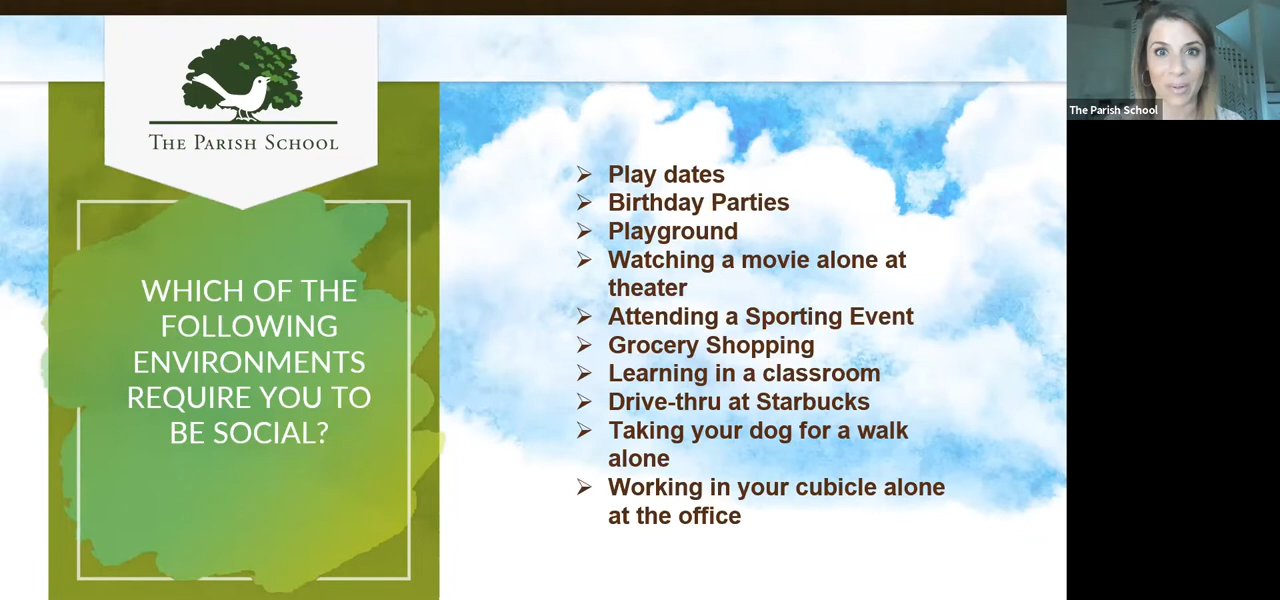 The Parish School
WHICH OF THE
FOLLOWING
ENVIRONMENTS
REQUIRE YOU TO
BE SOCIAL?
Play dates
Birthday Parties
Playground
Watching a movie alone at
theater
Attending a Sporting Event
Grocery Shopping
Learning in a classroom
Drive-thru at Starbucks
Taking your dog for a walk
alone
Working in your cubicle alone
at the office
The Parish School